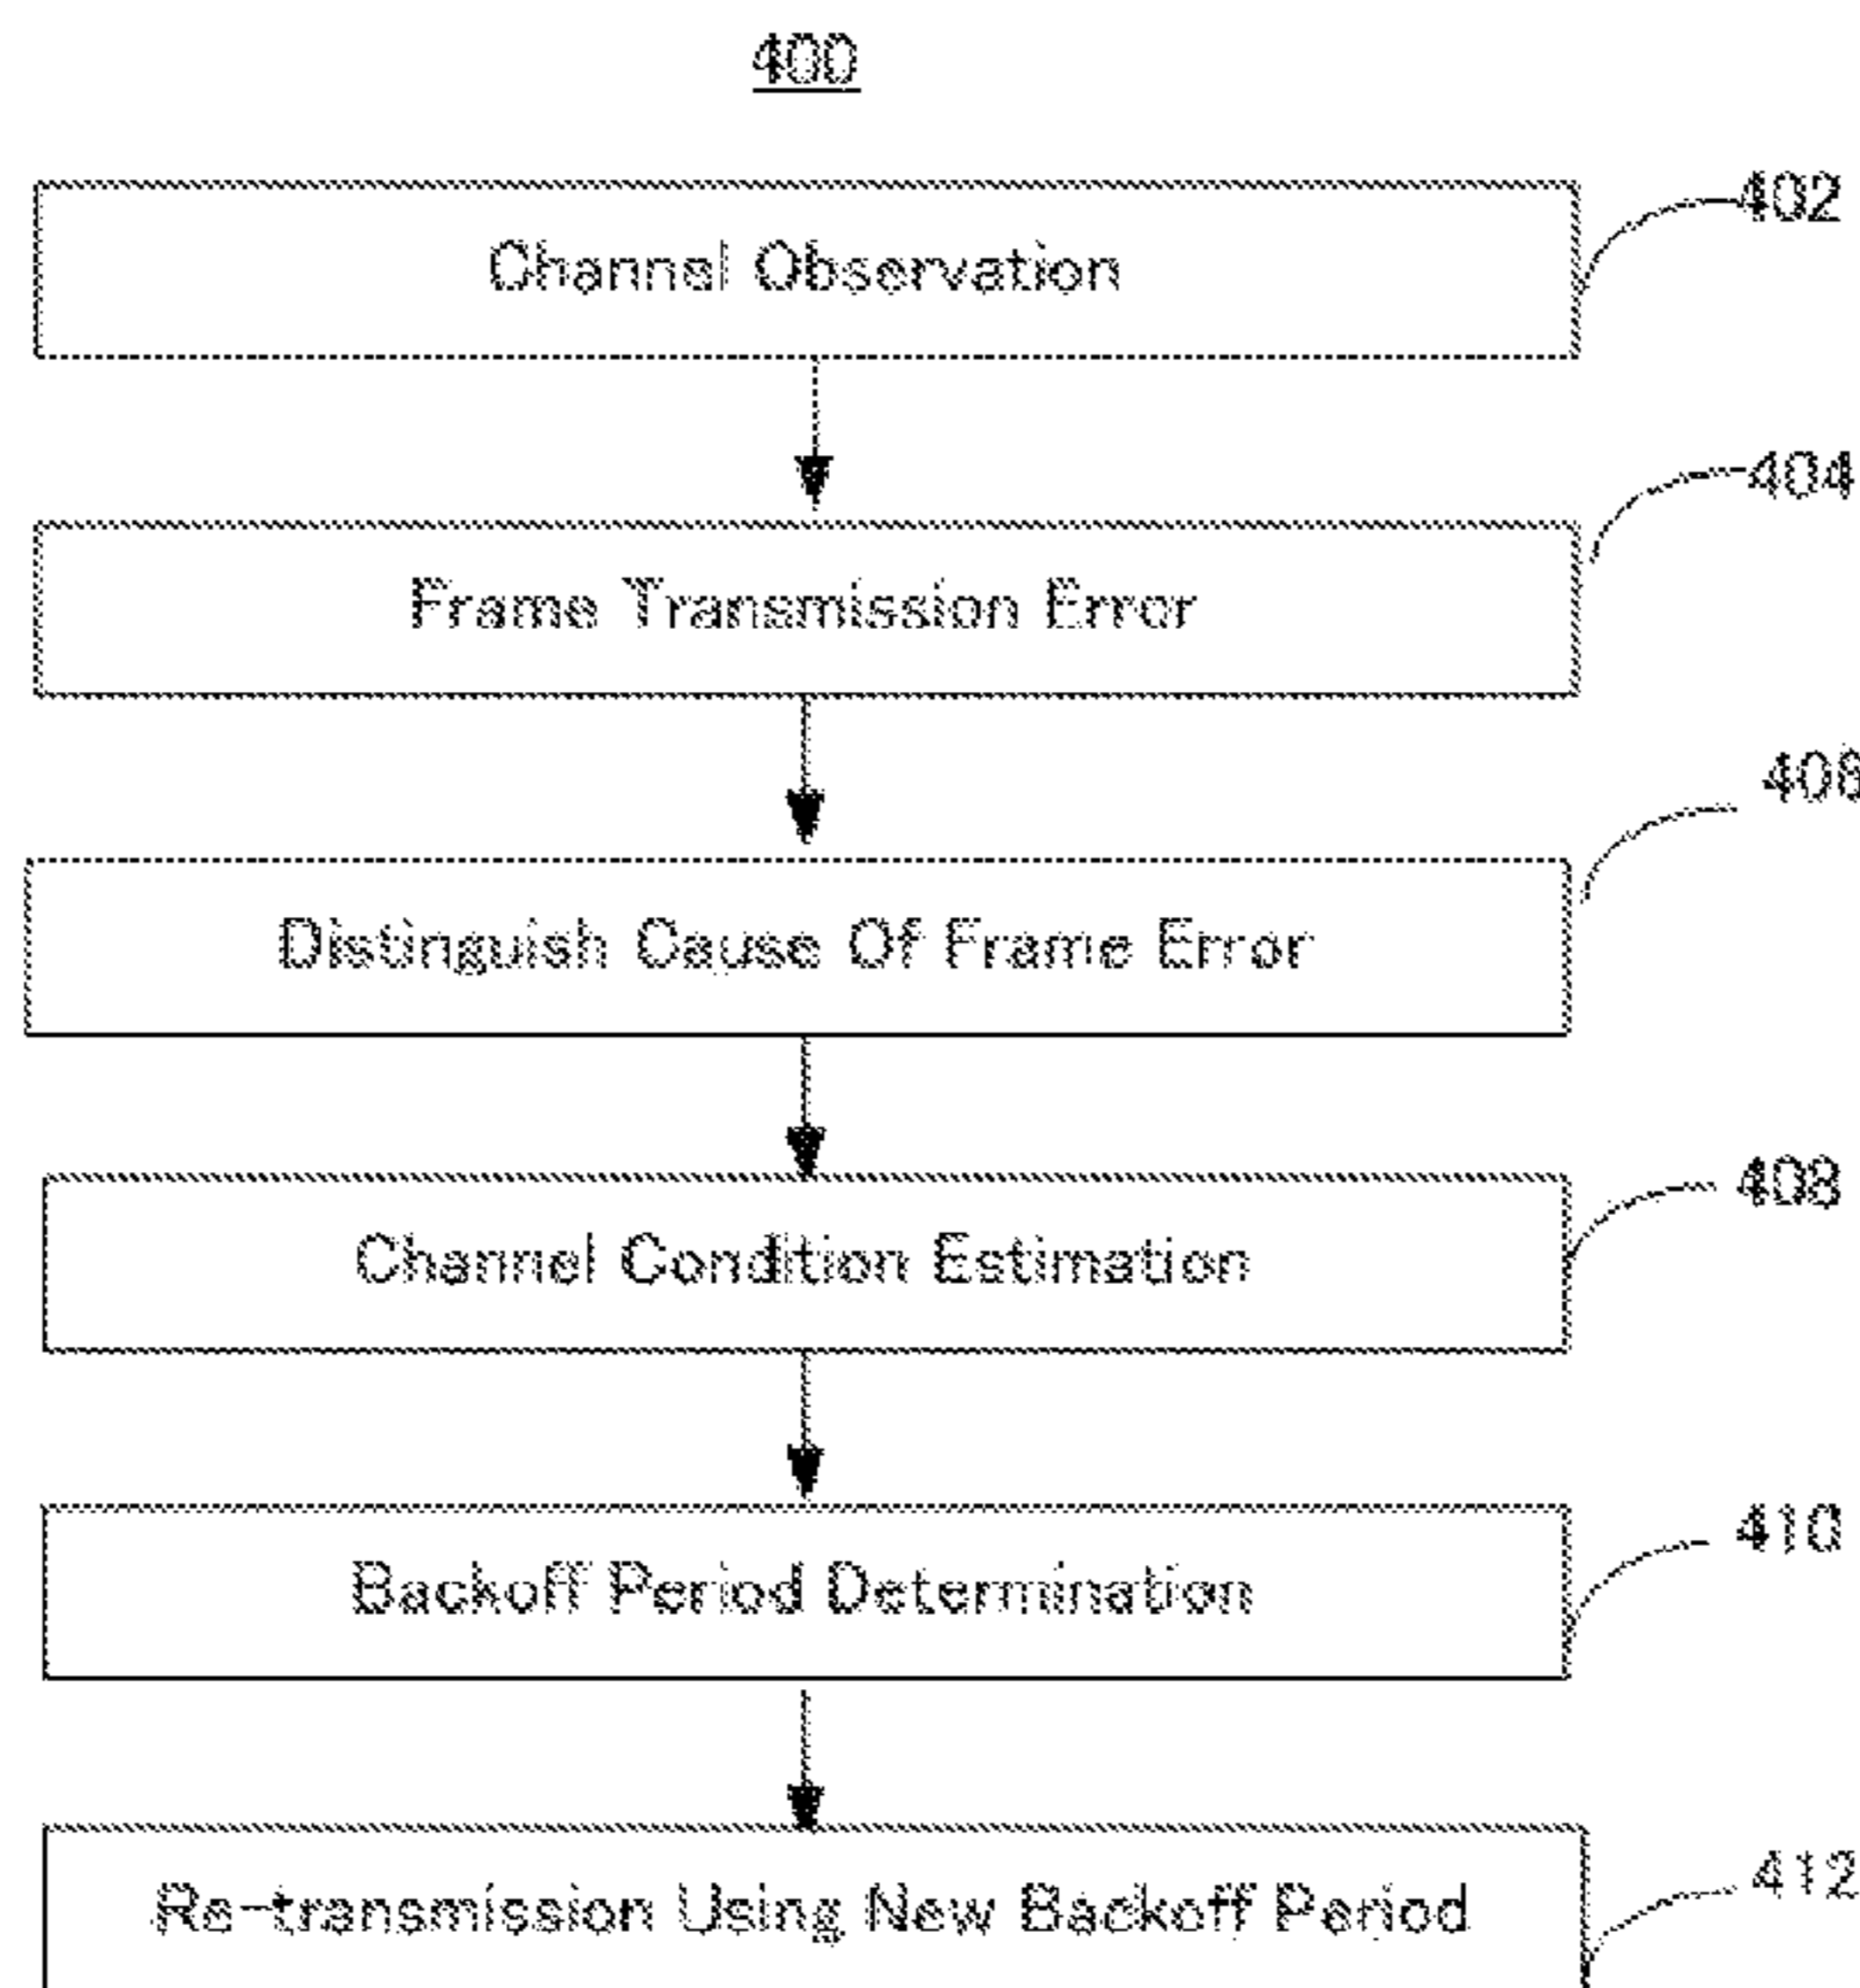 400
Channel Observation
402
Frame Transmission Error
404
Distinguish Cause Of Frame Error
Channel Condition Estimation
408
Backoff Period Determination
410
Re-transmission Using New Backoff Period
412